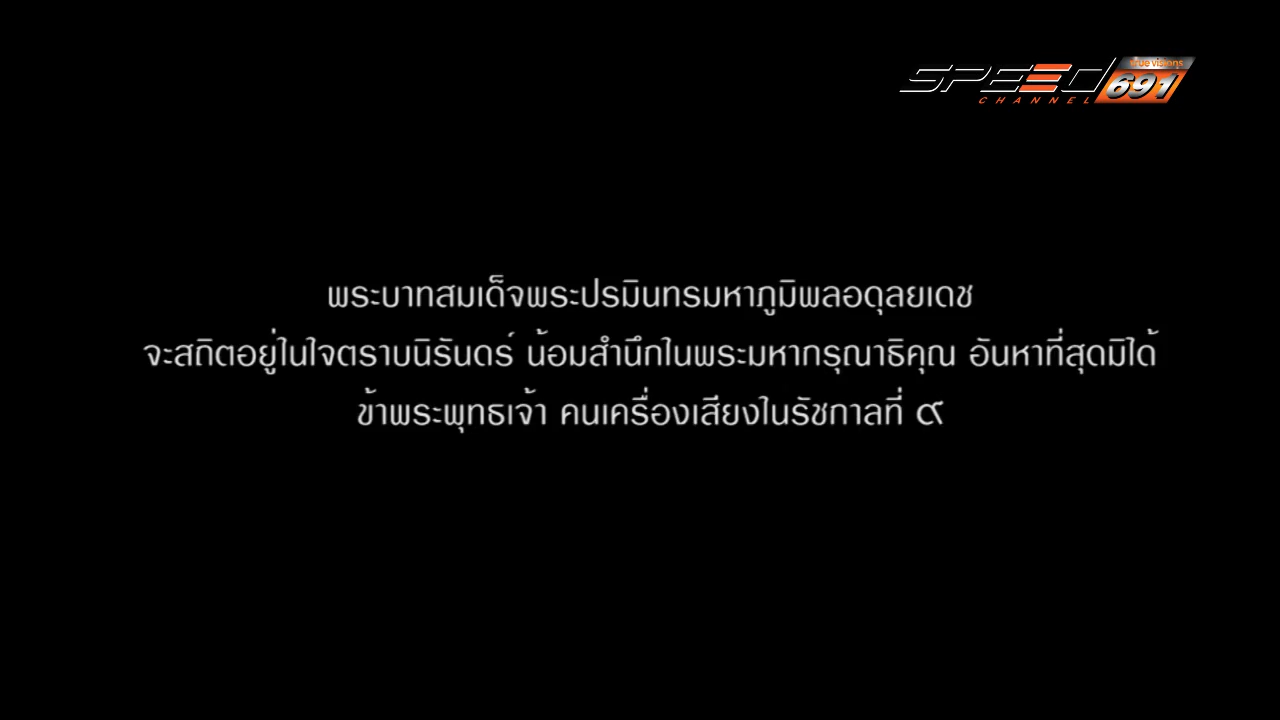 true visions
SPEED 691
CHANNEL
พระบาทสมเด็จพระปรมินทรมหาภูมิพลอดุลยเดช
จะสถิตอยู่ในใจตราบนิรันดร์ น้อมสำนึกในพระมหากรุณาธิคุณ อันหาที่สุดมิได้
ข้าพระพุทธเจ้า คนเครื่องเสียงในรัชกาลที่ ๙